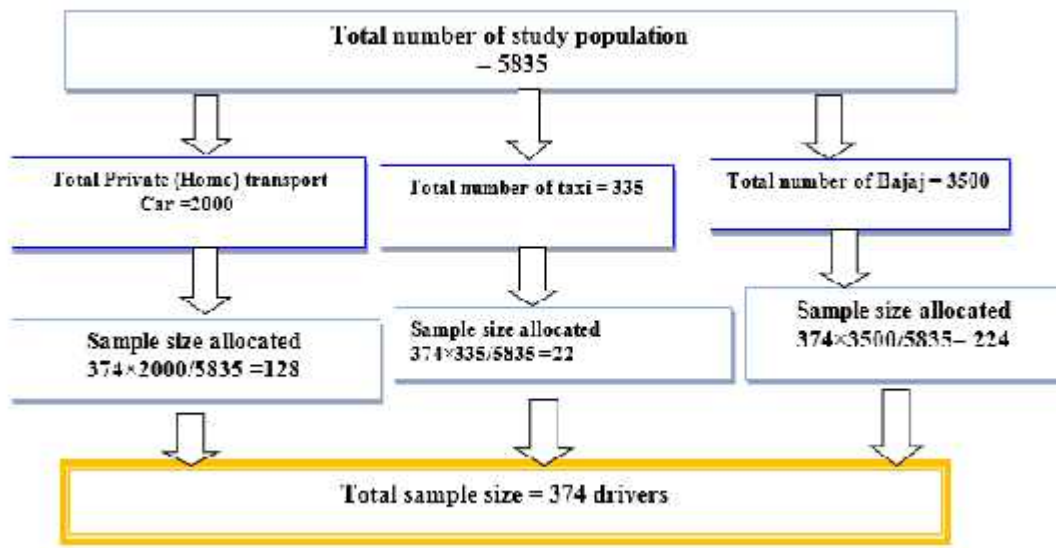 Total number of study population
= 5835
Total Private (Home) transport
Car =2000
Total number of taxi = 335
Total number of Bajaj = 3500
Sample size allocated
374×2000/5835 =128
Sample size allocated
374×335/5835 =22
Sample size allocated
374×3500/5835= 224
Total sample size = 374 drivers